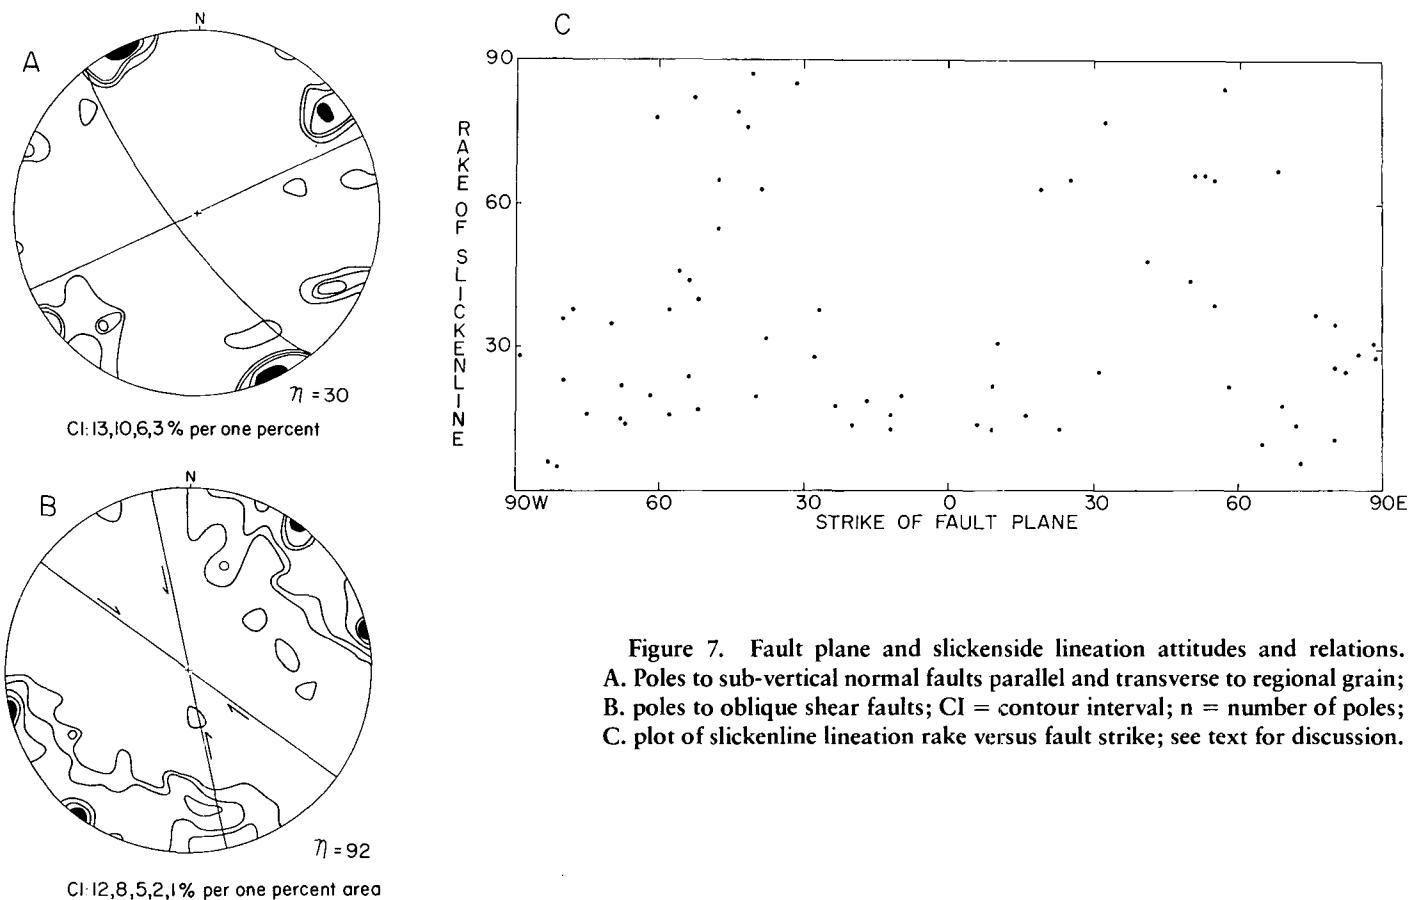 N
A
η = 30
CI: 13,10,6,3 % per one percent
N
B
η = 92
CI: 12,8,5,2,1% per one percent area
C
90
60
30
RAKE OF SLICKENLINE
90W 60 30 0 30 60 90E
STRIKE OF FAULT PLANE
Figure 7. Fault plane and slickenside lineation attitudes and relations.
A. Poles to sub-vertical normal faults parallel and transverse to regional grain;
B. poles to oblique shear faults; CI = contour interval; n = number of poles;
C. plot of slickenline lineation rake versus fault strike; see text for discussion.